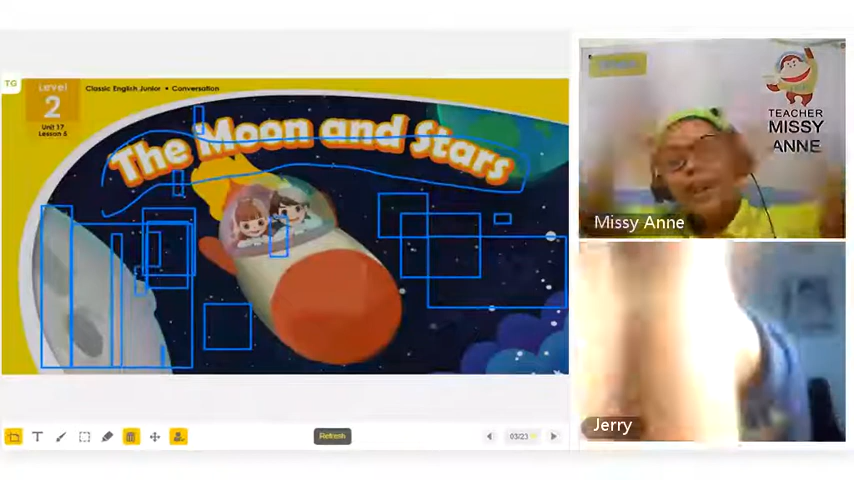 TG
Level
2
Unit 17
Lesson 6
Classic English Junior • Conversation
The Moon and Stars
TEACHER
MISSY
ANNE
Missy Anne
Jerry
T
Refresh
03/23